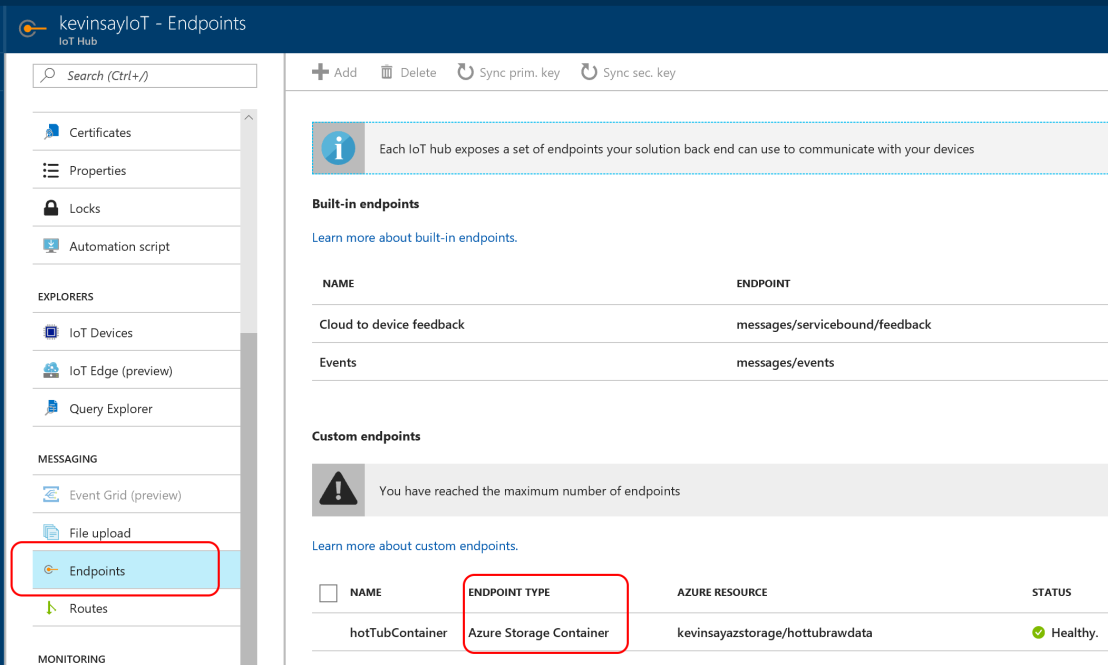 kevinsayIoT - Endpoints
IoT Hub
Search (Ctrl+/)
Certificates
Properties
Locks
Automation script
EXPLORERS
IoT Devices
IoT Edge (preview)
Query Explorer
MESSAGING
Event Grid (preview)
File upload
Endpoints
Routes
MONITORING
Add Delete Sync prim. key Sync sec. key
Each IoT hub exposes a set of endpoints your solution back end can use to communicate with your devices
Built-in endpoints
Learn more about built-in endpoints.
NAME ENDPOINT
Cloud to device feedback messages/servicebound/feedback
Events messages/events
Custom endpoints
You have reached the maximum number of endpoints
Learn more about custom endpoints.
NAME ENDPOINT TYPE AZURE RESOURCE STATUS
hotTubContainer Azure Storage Container kevinsayazstorage/hottubrawdata Healthy.